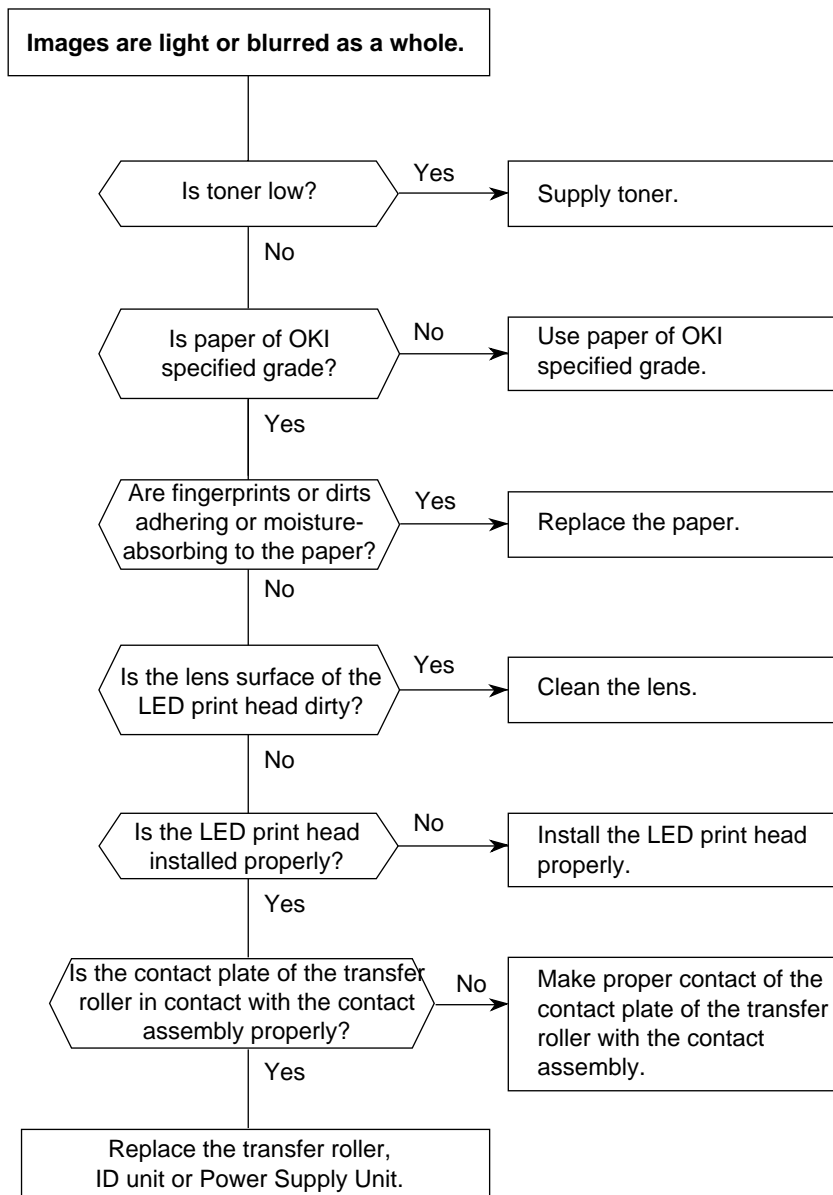 Images are light or blurred as a whole.
Is toner low?
Yes
Supply toner.
No
Is paper of OKI
specified grade?
No
Use paper of OKI
specified grade.
Yes
Are fingerprints or dirts
adhering or moisture-
absorbing to the paper?
Yes
Replace the paper.
No
Is the lens surface of the
LED print head dirty?
Yes
Clean the lens.
No
Is the LED print head
installed properly?
No
Install the LED print head
properly.
Yes
Is the contact plate of the transfer
roller in contact with the contact
assembly properly?
No
Make proper contact of the
contact plate of the transfer
roller with the contact
assembly.
Yes
Replace the transfer roller,
ID unit or Power Supply Unit.